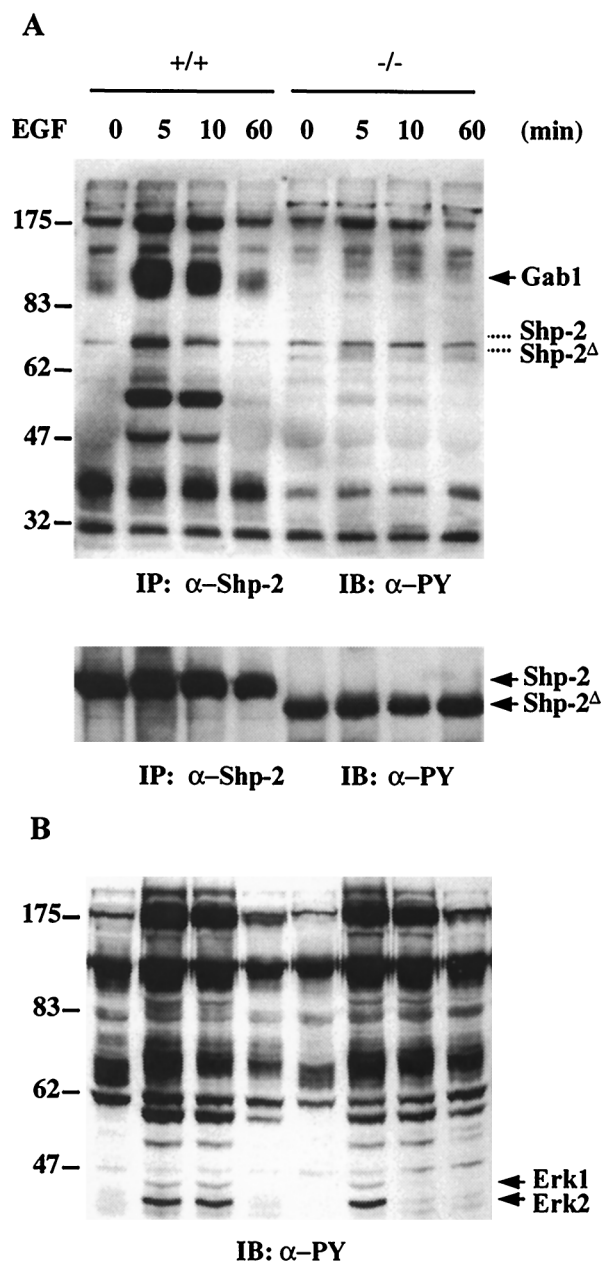 A
+/+ -/-
EGF 0 5 10 60 0 5 10 60 (min)
175
Gab1
83
Shp-2
Shp-2Δ
62
47
32
IP: α–Shp-2 IB: α–PY
Shp-2
Shp-2Δ
IP: α–Shp-2 IB: α–PY
B
175
83
62
47
Erk1
Erk2
IB: α–PY